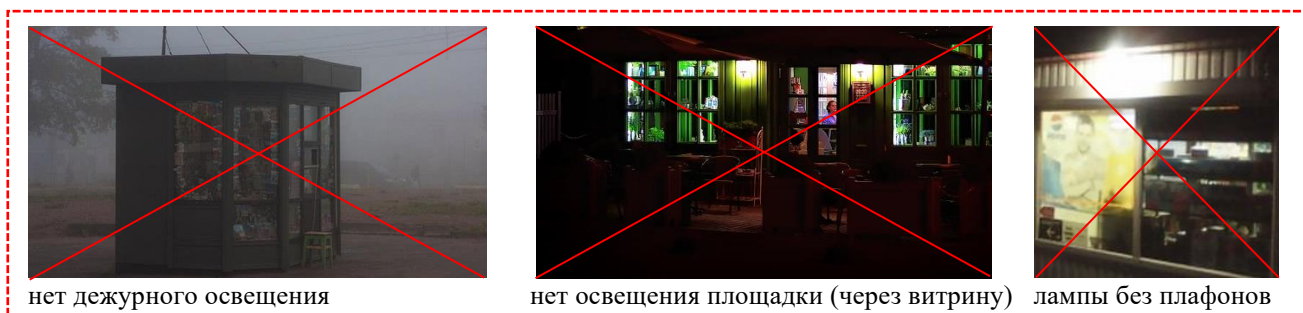 нет дежурного освещения
нет освещения площадки (через витрину)
лампы без плафонов